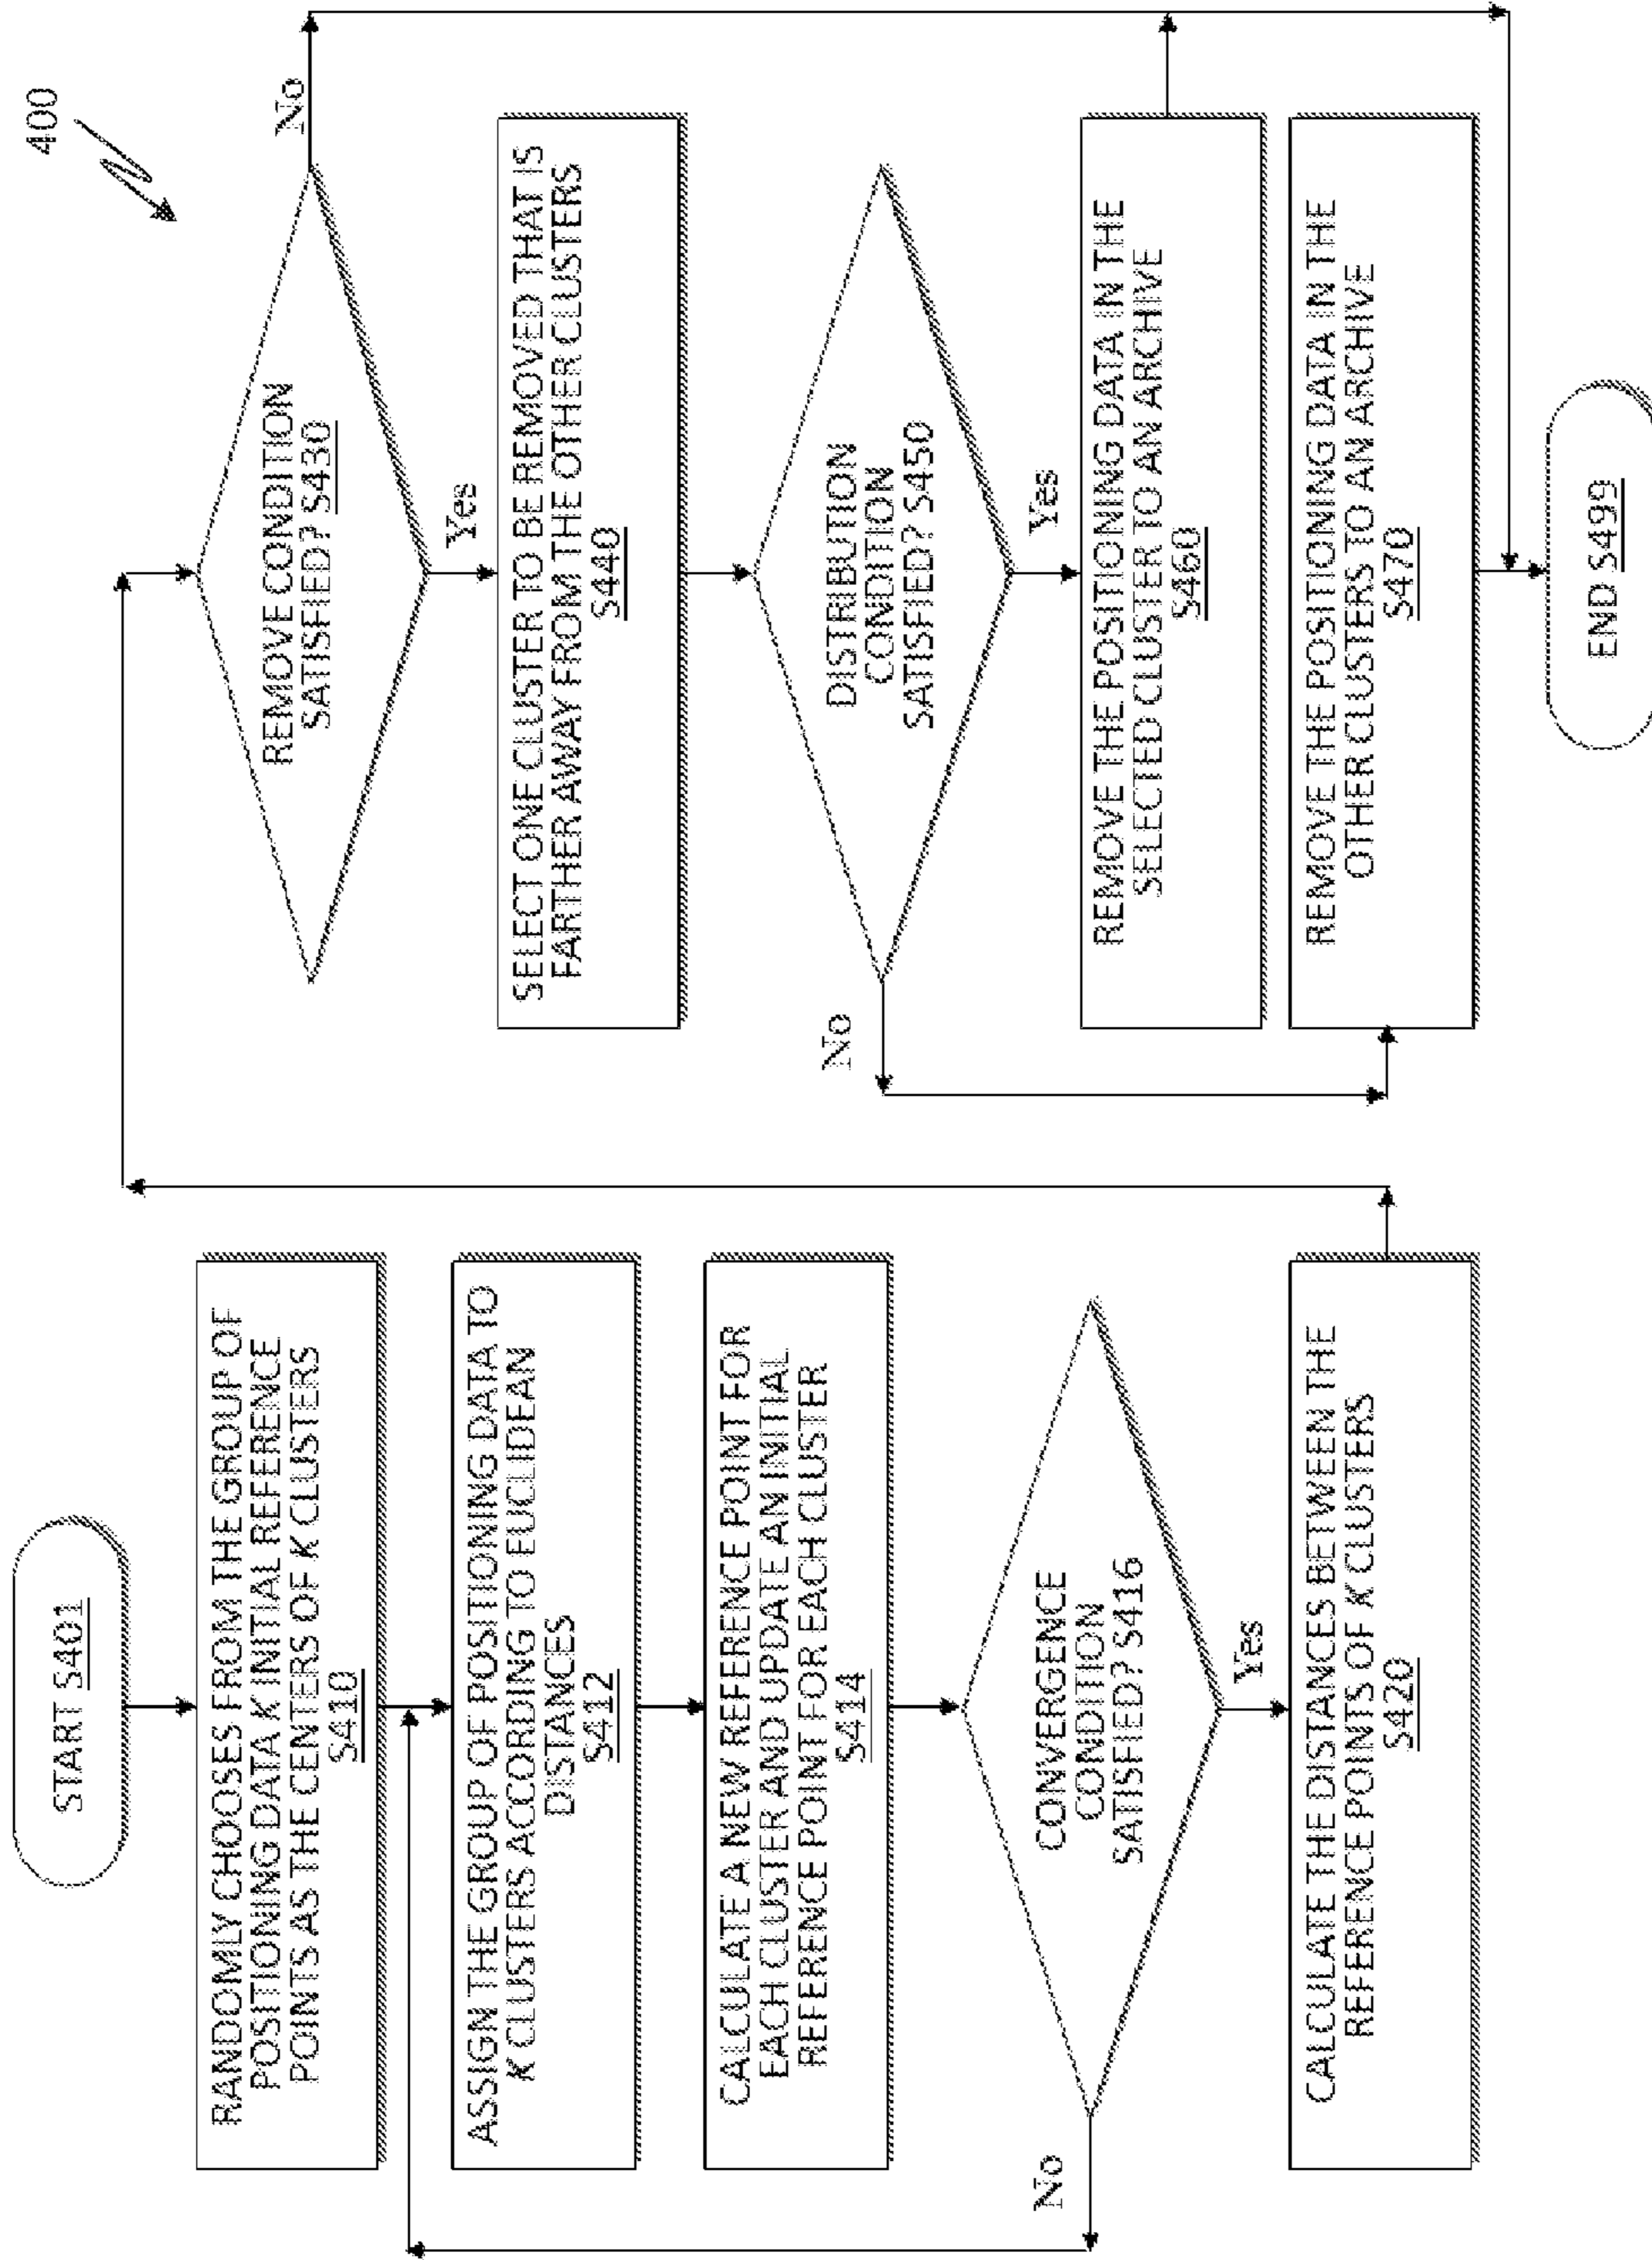 400
START S401
RANDOMLY CHOOSES FROM THE GROUP OF
POSITIONING DATA K INITIAL REFERENCE
POINTS AS THE CENTERS OF K CLUSTERS
S410
ASSIGN THE GROUP OF POSITIONING DATA TO
K CLUSTERS ACCORDING TO EUCLIDEAN
DISTANCES
S412
CALCULATE A NEW REFERENCE POINT FOR
EACH CLUSTER AND UPDATE AN INITIAL
REFERENCE POINT FOR EACH CLUSTER
S414
CONVERGENCE
CONDITION
SATISFIED? S416
No
Yes
CALCULATE THE DISTANCES BETWEEN THE
REFERENCE POINTS OF K CLUSTERS
S420
REMOVE CONDITION
SATISFIED? S430
No
Yes
SELECT ONE CLUSTER TO BE REMOVED THAT IS
FARTHER AWAY FROM THE OTHER CLUSTERS
S440
DISTRIBUTION
CONDITION
SATISFIED? S450
No
Yes
REMOVE THE POSITIONING DATA IN THE
SELECTED CLUSTER TO AN ARCHIVE
S460
REMOVE THE POSITIONING DATA IN THE
OTHER CLUSTERS TO AN ARCHIVE
S470
END S499